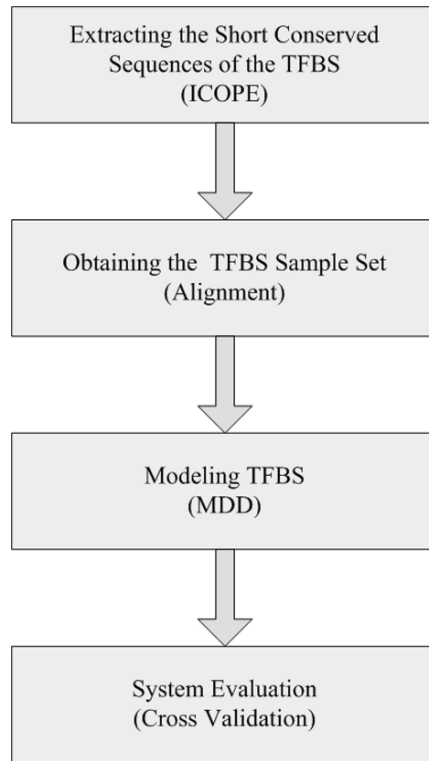 Extracting the Short Conserved
Sequences of the TFBS
(ICOPE)
Obtaining the TFBS Sample Set
(Alignment)
Modeling TFBS
(MDD)
System Evaluation
(Cross Validation)